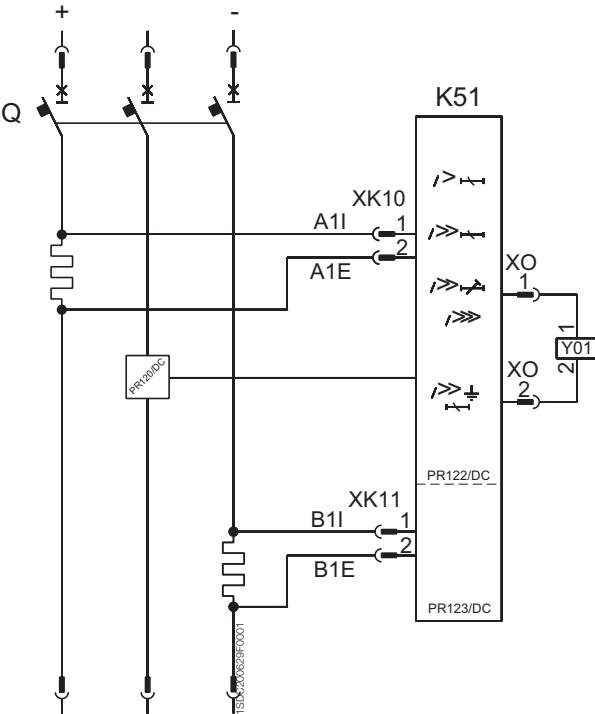 +
-
Q
K51
XK10
A1I
1
2
A1E
XO
1
1
Y01
2
XO
2
PR120/DC
PR122/DC
XK11
B1I
1
2
B1E
PR123/DC
1SDC200629F0001